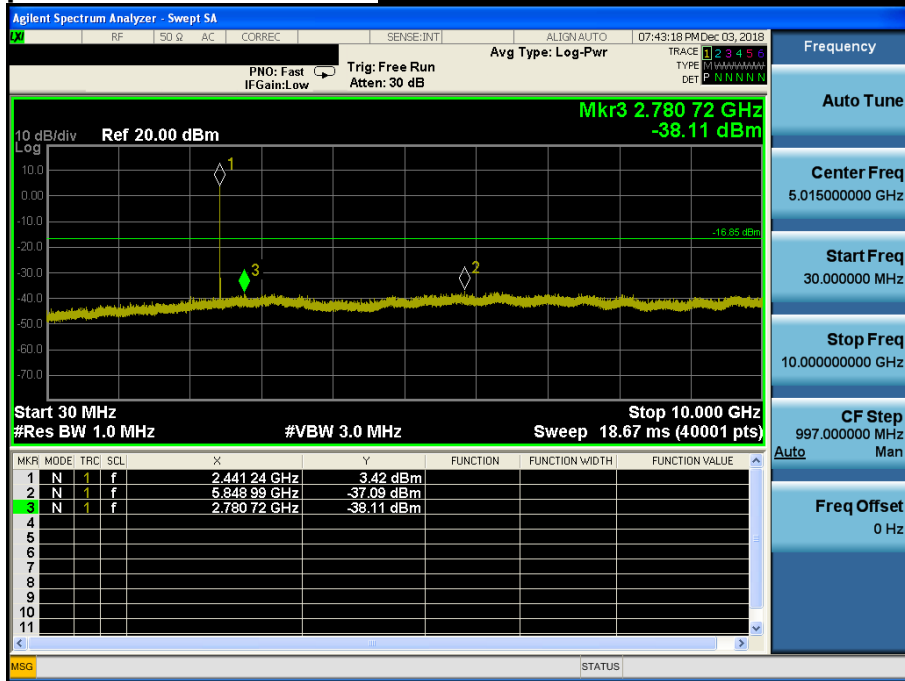 Agilent Spectrum Analyzer - Swept SA
LXI RF 50 Ω AC CORREC SENSE:INT ALIGN AUTO 07:43:18 PM Dec 03, 2018
Frequency
Avg Type: Log-Pwr
TRACE 1 2 3 4 5 6
TYPE M WWWWW
DET P N N N N N
PNO: Fast Trig: Free Run
IFGain:Low Atten: 30 dB
Auto Tune
Mkr3 2.780 72 GHz
-38.11 dBm
10 dB/div Ref 20.00 dBm
Log
10.0
0.00
-10.0
-20.0
-30.0
-40.0
-50.0
-60.0
-70.0
1
-16.85 dBm
3
2
Center Freq
5.015000000 GHz
Start Freq
30.000000 MHz
Stop Freq
10.000000000 GHz
Start 30 MHz Stop 10.000 GHz
#Res BW 1.0 MHz #VBW 3.0 MHz Sweep 18.67 ms (40001 pts)
CF Step
997.000000 MHz
Auto Man
MKR MODE TRC SCL X Y FUNCTION FUNCTION WIDTH FUNCTION VALUE
1 N 1 f 2.441 24 GHz 3.42 dBm
2 N 1 f 5.848 99 GHz -37.09 dBm
3 N 1 f 2.780 72 GHz -38.11 dBm
4
5
6
7
8
9
10
11
Freq Offset
0 Hz
MSG STATUS